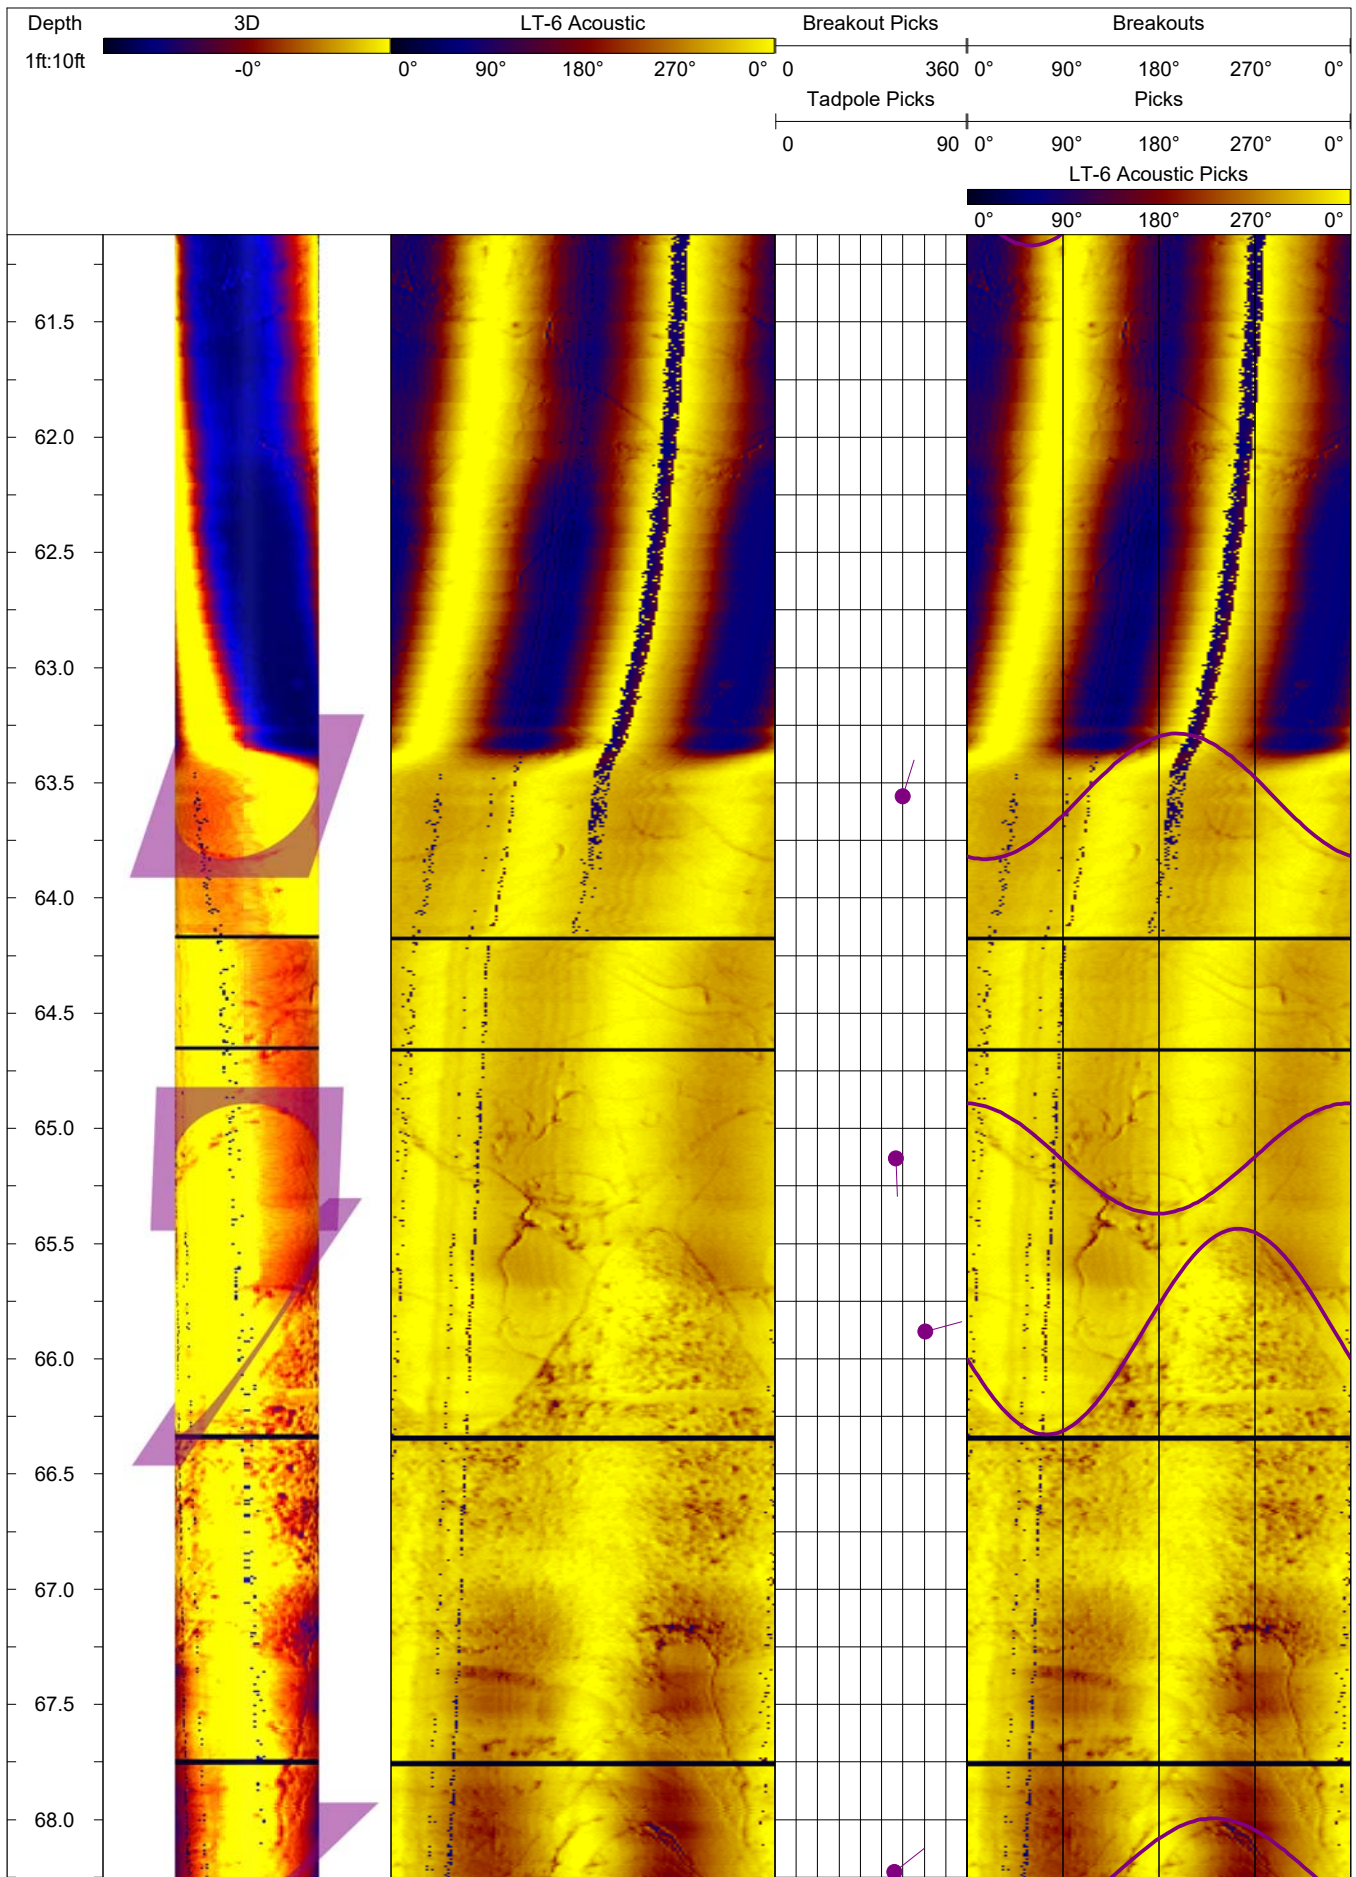 Depth 3D LT-6 Acoustic Breakout Picks Breakouts
1ft:10ft -0° 0° 90° 180° 270° 0° 0 360 0° 90° 180° 270° 0°
Tadpole Picks Picks
0 90 0° 90° 180° 270° 0°
LT-6 Acoustic Picks
0° 90° 180° 270° 0°
61.5
62.0
62.5
63.0
63.5
64.0
64.5
65.0
65.5
66.0
66.5
67.0
67.5
68.0